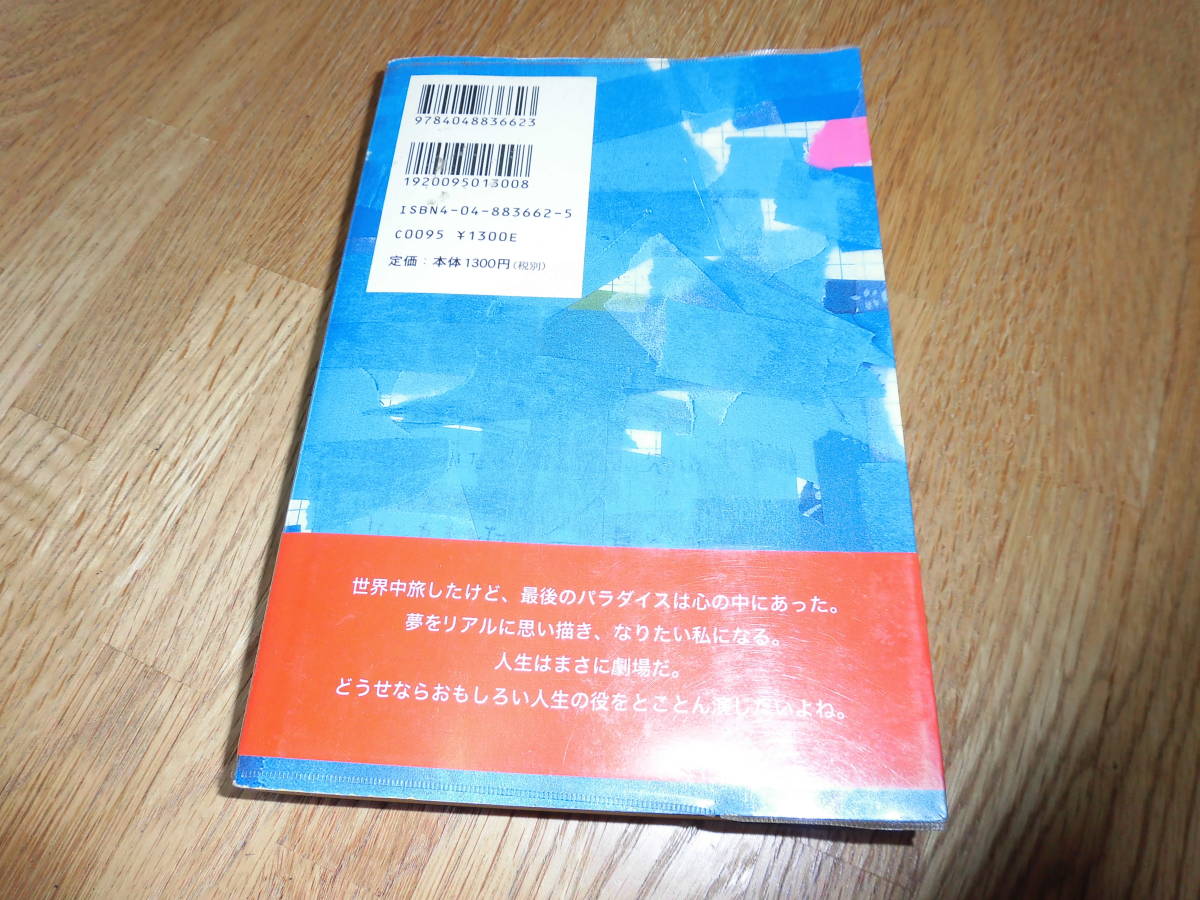 9784048836623
1920095013008
ISBN4-04-883662-5
C0095 ¥1300E
定価：本体1300円(税別)
世界中旅したけど、最後のパラダイスは心の中にあった。
夢をリアルに思い描き、なりたい私になる。
人生はまさに劇場だ。
どうせならおもしろい人生の役をとことん演じたいよね。